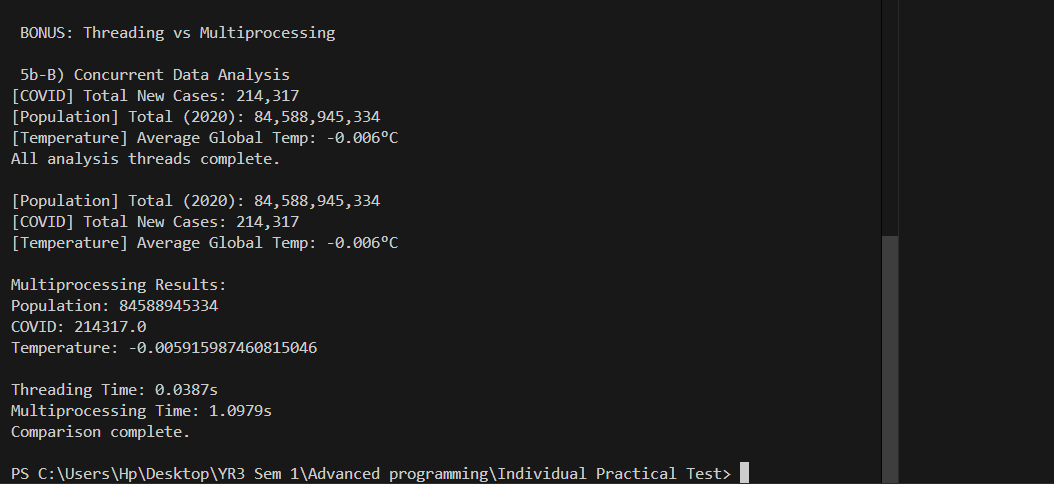 BONUS: Threading vs Multiprocessing
5b-B) Concurrent Data Analysis
[COVID] Total New Cases: 214,317
[Population] Total (2020): 84,588,945,334
[Temperature] Average Global Temp: -0.006°C
All analysis threads complete.
[Population] Total (2020): 84,588,945,334
[COVID] Total New Cases: 214,317
[Temperature] Average Global Temp: -0.006°C
Multiprocessing Results:
Population: 84588945334
COVID: 214317.0
Temperature: -0.005915987460815046
Threading Time: 0.0387s
Multiprocessing Time: 1.0979s
Comparison complete.
PS C:\Users\Hp\Desktop\YR3 Sem 1\Advanced programming\Individual Practical Test>